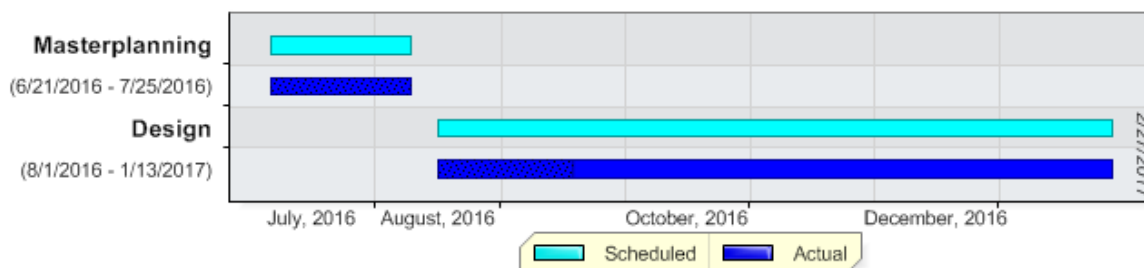 Masterplanning
(6/21/2016 - 7/25/2016)
Design
(8/1/2016 - 1/13/2017)
July, 2016 August, 2016 October, 2016 December, 2016
Scheduled Actual